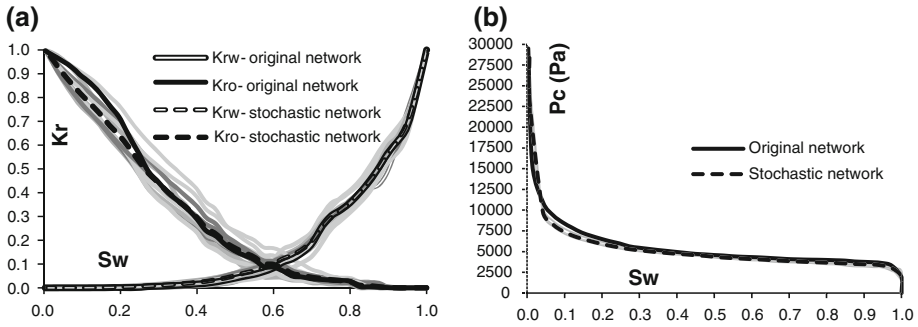 (a)
1.0
0.9
0.8
0.7
0.6
0.5
0.4
0.3
0.2
0.1
0.0
Kr
Krw- original network
Kro- original network
Krw- stochastic network
Kro- stochastic network
Sw
0.0 0.2 0.4 0.6 0.8 1.0
(b)
30000
27500
25000
22500
20000
17500
15000
12500
10000
7500
5000
2500
0
Pc (Pa)
Original network
Stochastic network
Sw
0.0 0.1 0.2 0.3 0.4 0.5 0.6 0.7 0.8 0.9 1.0